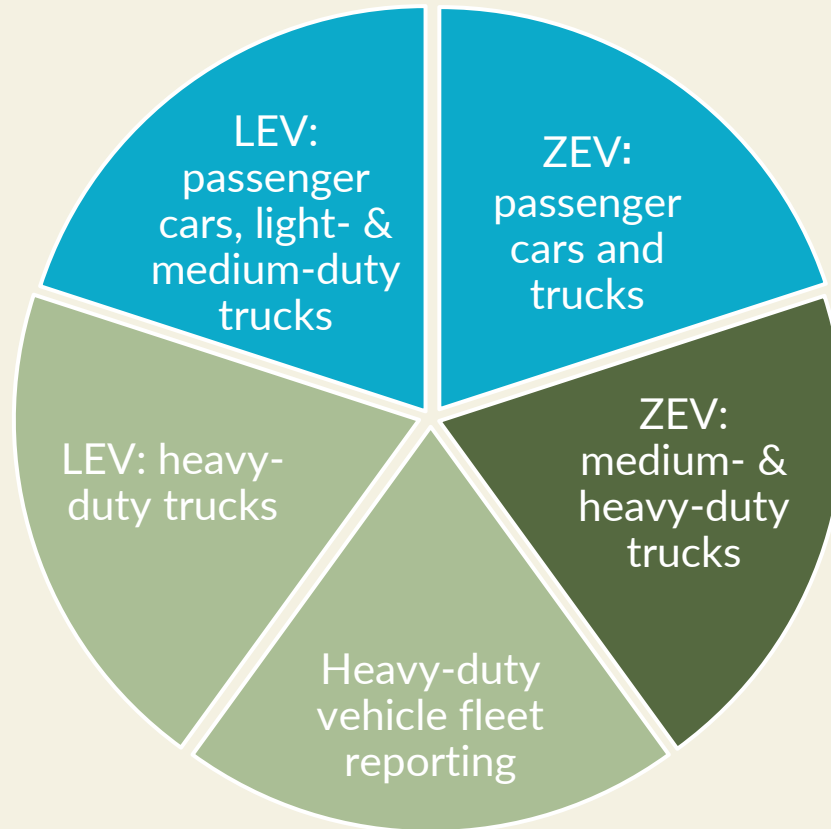 LEV:
passenger
cars, light- &
medium-duty
trucks
ZEV:
passenger
cars and
trucks
LEV: heavy-
duty trucks
ZEV:
medium- &
heavy-duty
trucks
Heavy-duty
vehicle fleet
reporting